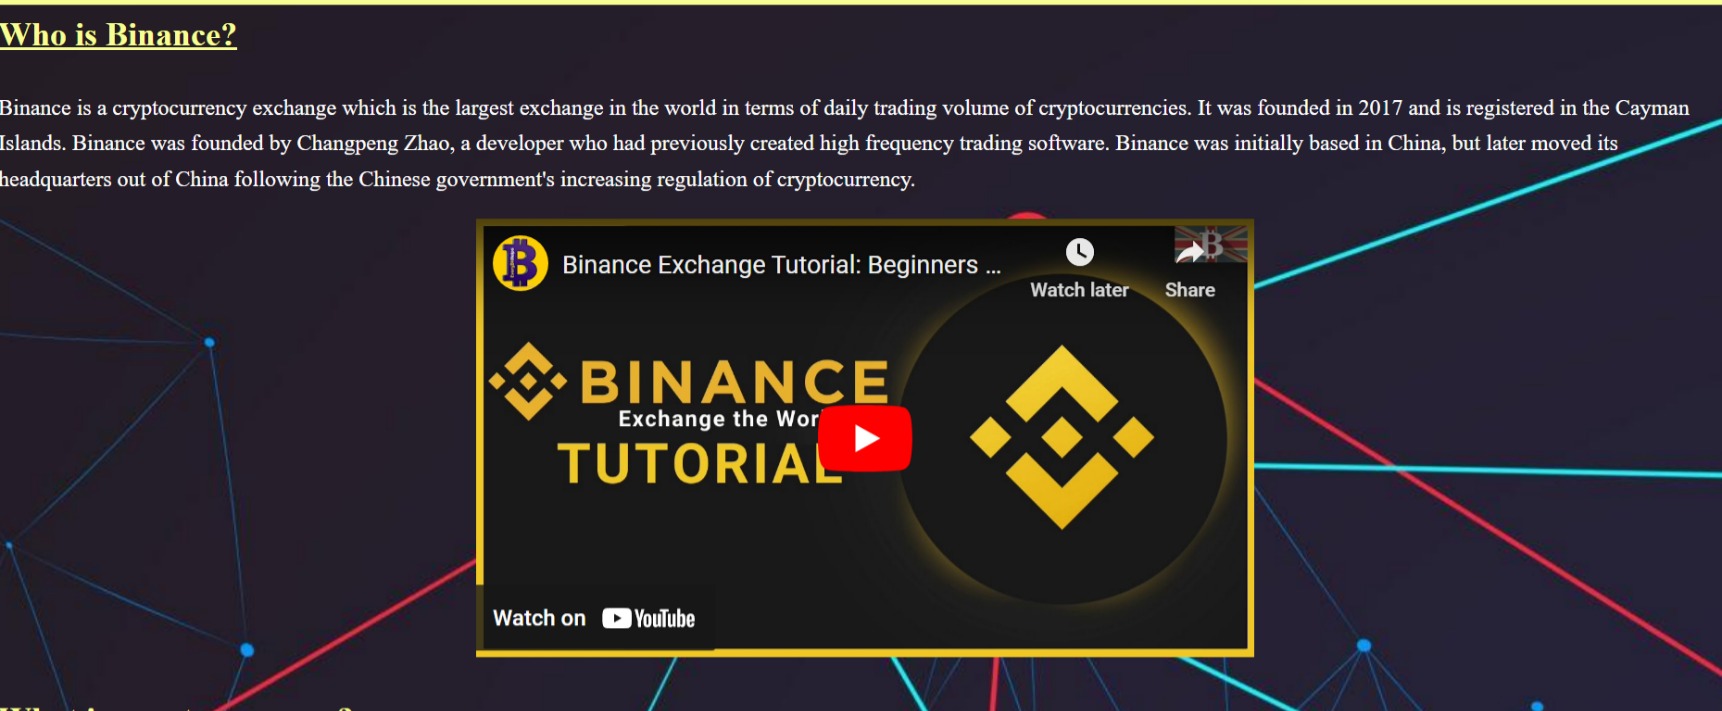 Who is Binance?
Binance is a cryptocurrency exchange which is the largest exchange in the world in terms of daily trading volume of cryptocurrencies. It was founded in 2017 and is registered in the Cayman
Islands. Binance was founded by Changpeng Zhao, a developer who had previously created high frequency trading software. Binance was initially based in China, but later moved its
headquarters out of China following the Chinese government's increasing regulation of cryptocurrency.
Binance Exchange Tutorial: Beginners ...
Watch later
Share
BINANCE
Exchange the
TUTORIAL
Watch on YouTube